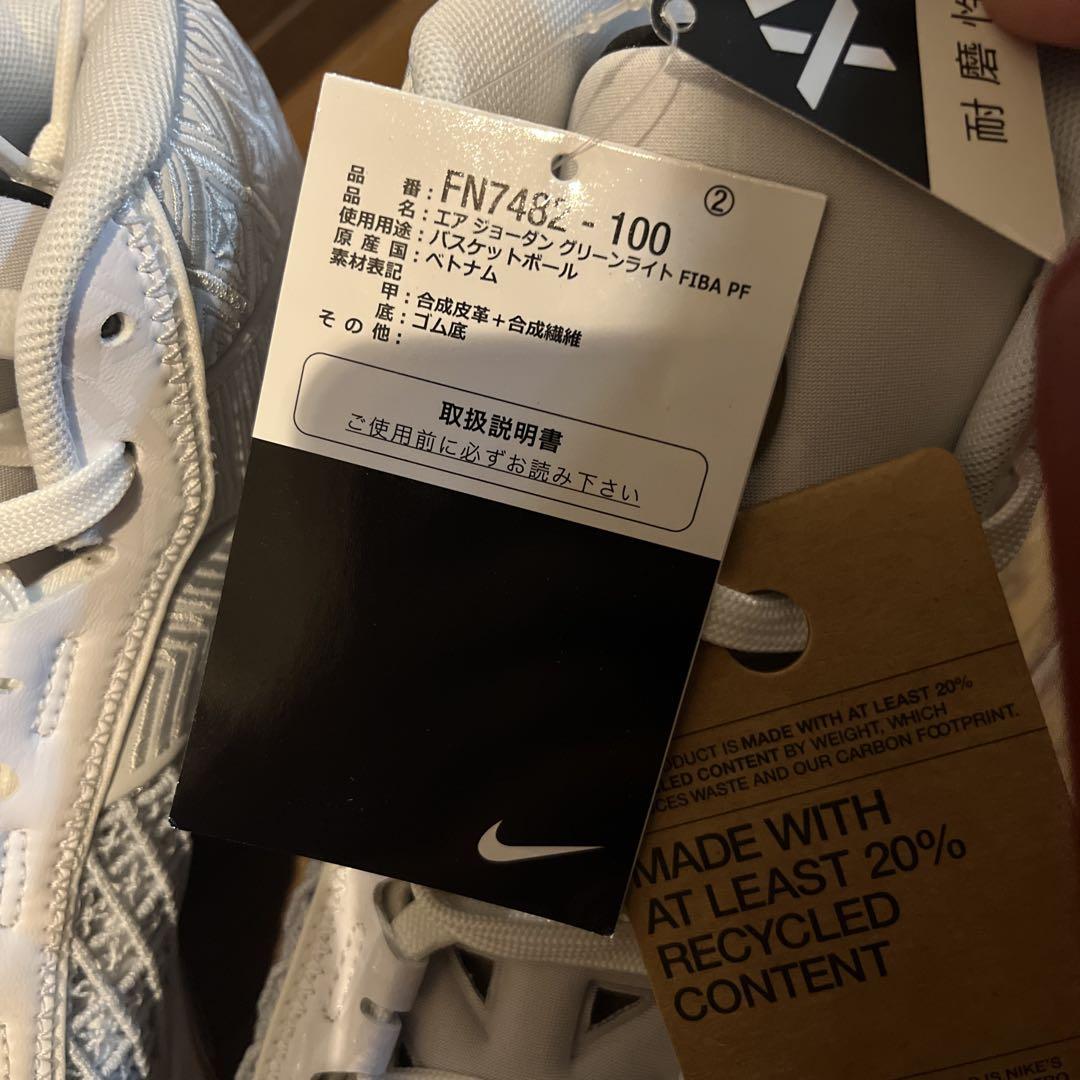 耐磨性
②
品番：FN7482-100
品名：エア ジョーダン グリーンライト FIBA PF
使用用途：バスケットボール
原産国：ベトナム
素材表記
甲：合成皮革＋合成繊維
底：ゴム底
その他：
取扱説明書
ご使用前に必ずお読み下さい
MADE WITH AT LEAST 20%
CONTENT BY WEIGHT, WHICH
WASTE AND OUR CARBON FOOTPRINT.
MADE WITH
AT LEAST 20%
RECYCLED
CONTENT
IS NIKE'S